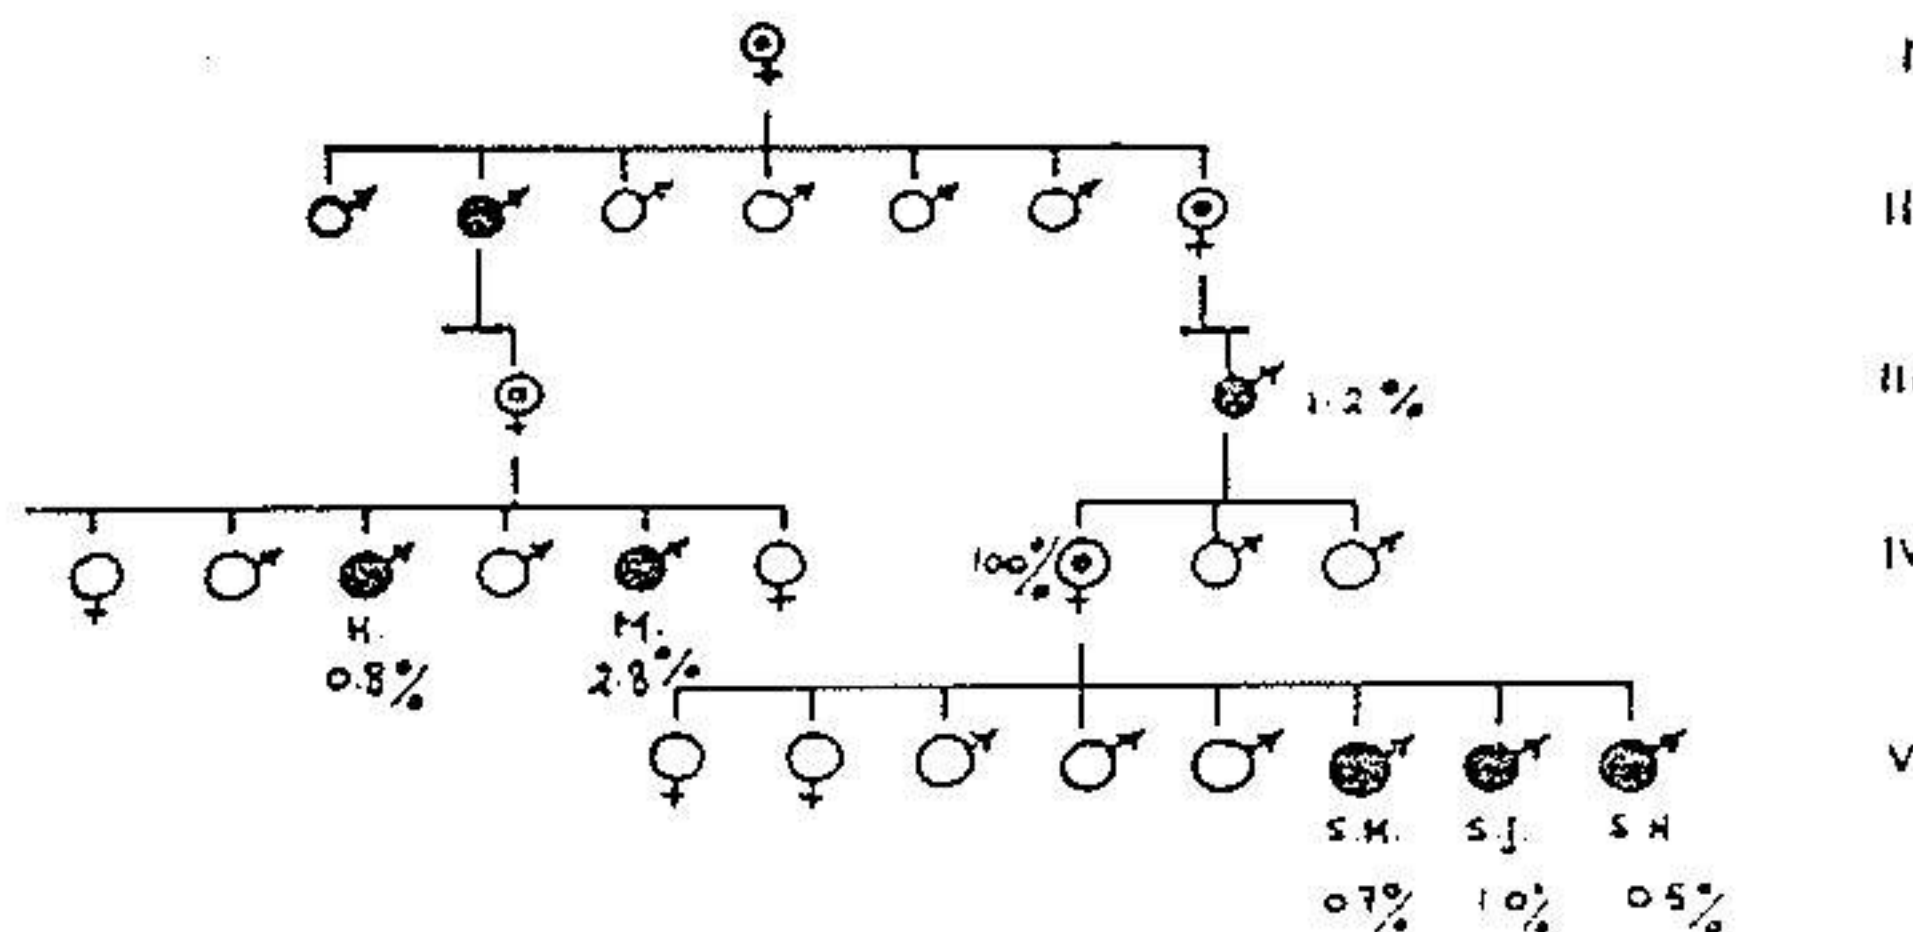 I
II
III
1.2 %
IV
100%
H.
M.
0.8%
2.8%
V
S.H.
S.J.
S H
0 7%
1 0%
0 5%